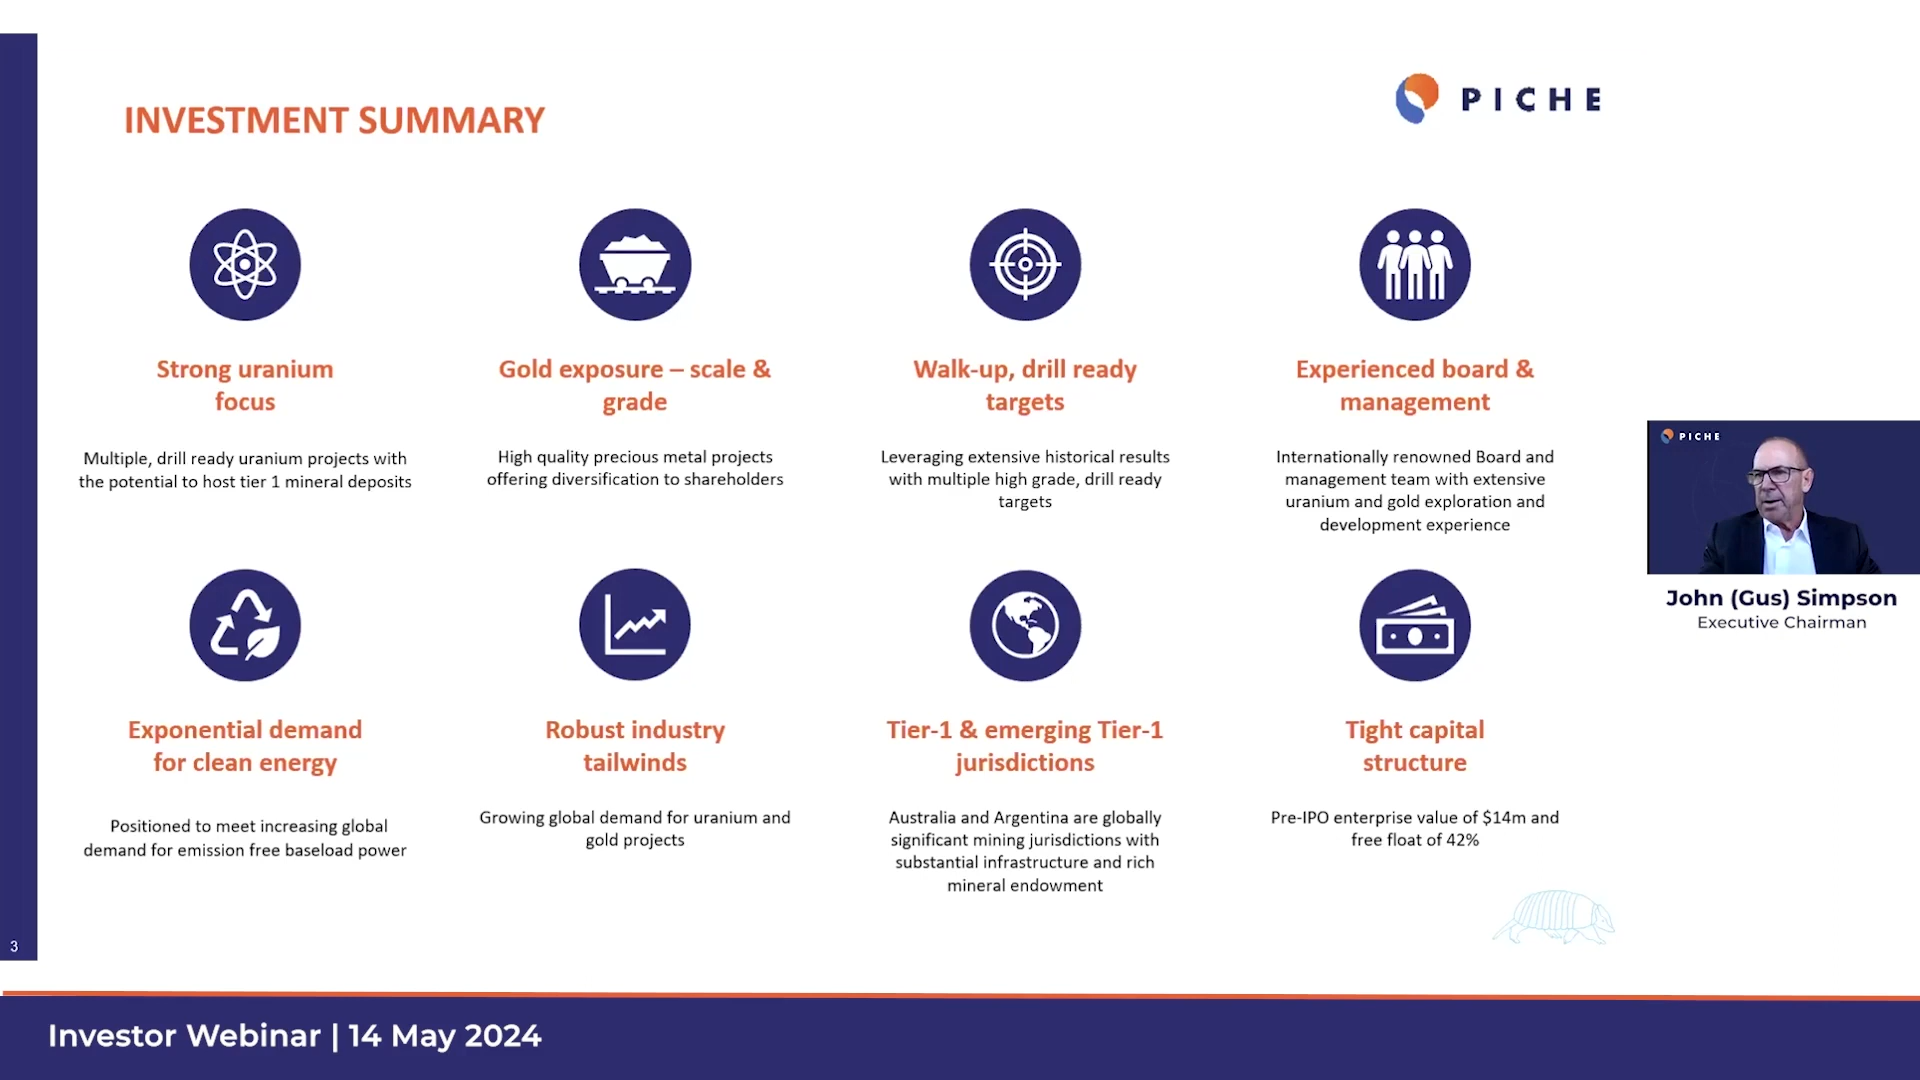 INVESTMENT SUMMARY
PICHE
Strong uranium
focus
Multiple, drill ready uranium projects with
the potential to host tier 1 mineral deposits
Gold exposure – scale &
grade
High quality precious metal projects
offering diversification to shareholders
Walk-up, drill ready
targets
Leveraging extensive historical results
with multiple high grade, drill ready
targets
Experienced board &
management
Internationally renowned Board and
management team with extensive
uranium and gold exploration and
development experience
PICHE
John (Gus) Simpson
Executive Chairman
Exponential demand
for clean energy
Positioned to meet increasing global
demand for emission free baseload power
Robust industry
tailwinds
Growing global demand for uranium and
gold projects
Tier-1 & emerging Tier-1
jurisdictions
Australia and Argentina are globally
significant mining jurisdictions with
substantial infrastructure and rich
mineral endowment
Tight capital
structure
Pre-IPO enterprise value of $14m and
free float of 42%
3
Investor Webinar | 14 May 2024